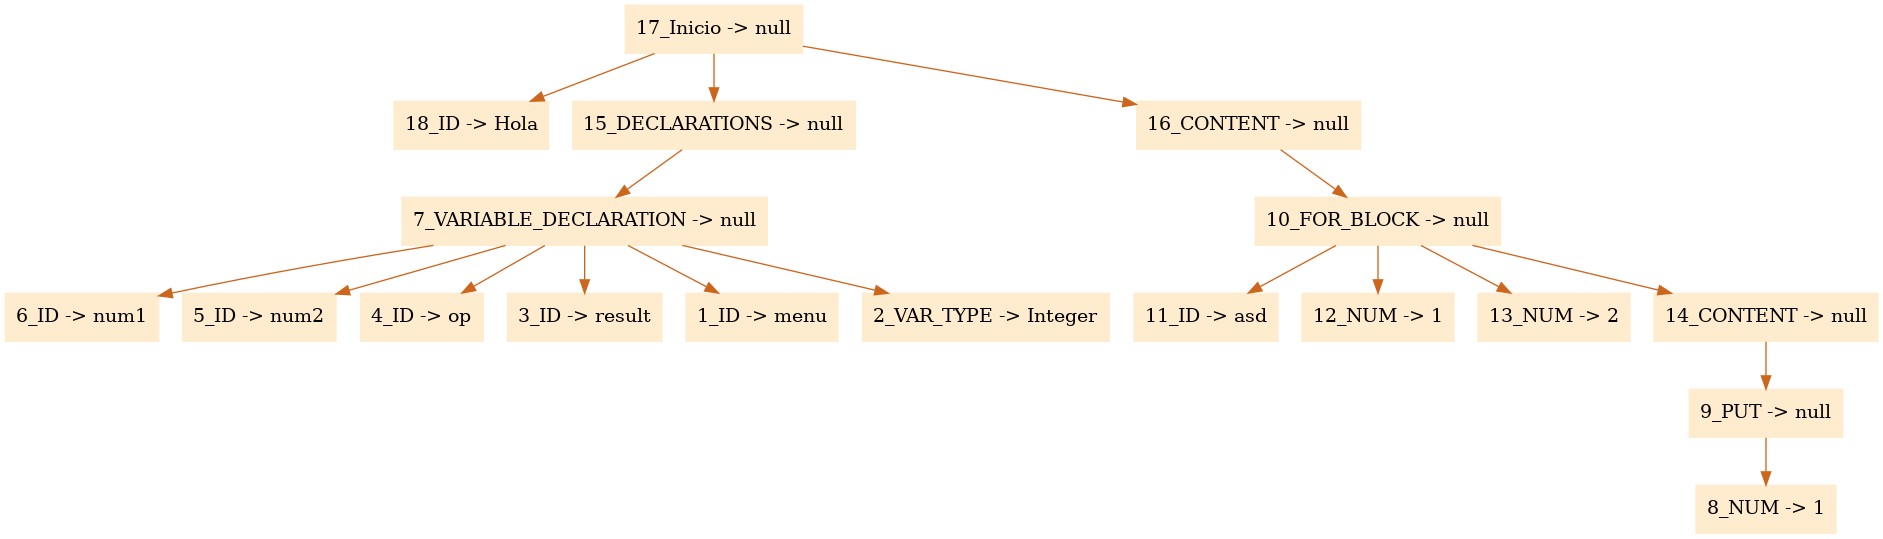 17_Inicio -> null
18_ID -> Hola
15_DECLARATIONS -> null
16_CONTENT -> null
7_VARIABLE_DECLARATION -> null
10_FOR_BLOCK -> null
6_ID -> num1
5_ID -> num2
4_ID -> op
3_ID -> result
1_ID -> menu
2_VAR_TYPE -> Integer
11_ID -> asd
12_NUM -> 1
13_NUM -> 2
14_CONTENT -> null
9_PUT -> null
8_NUM -> 1